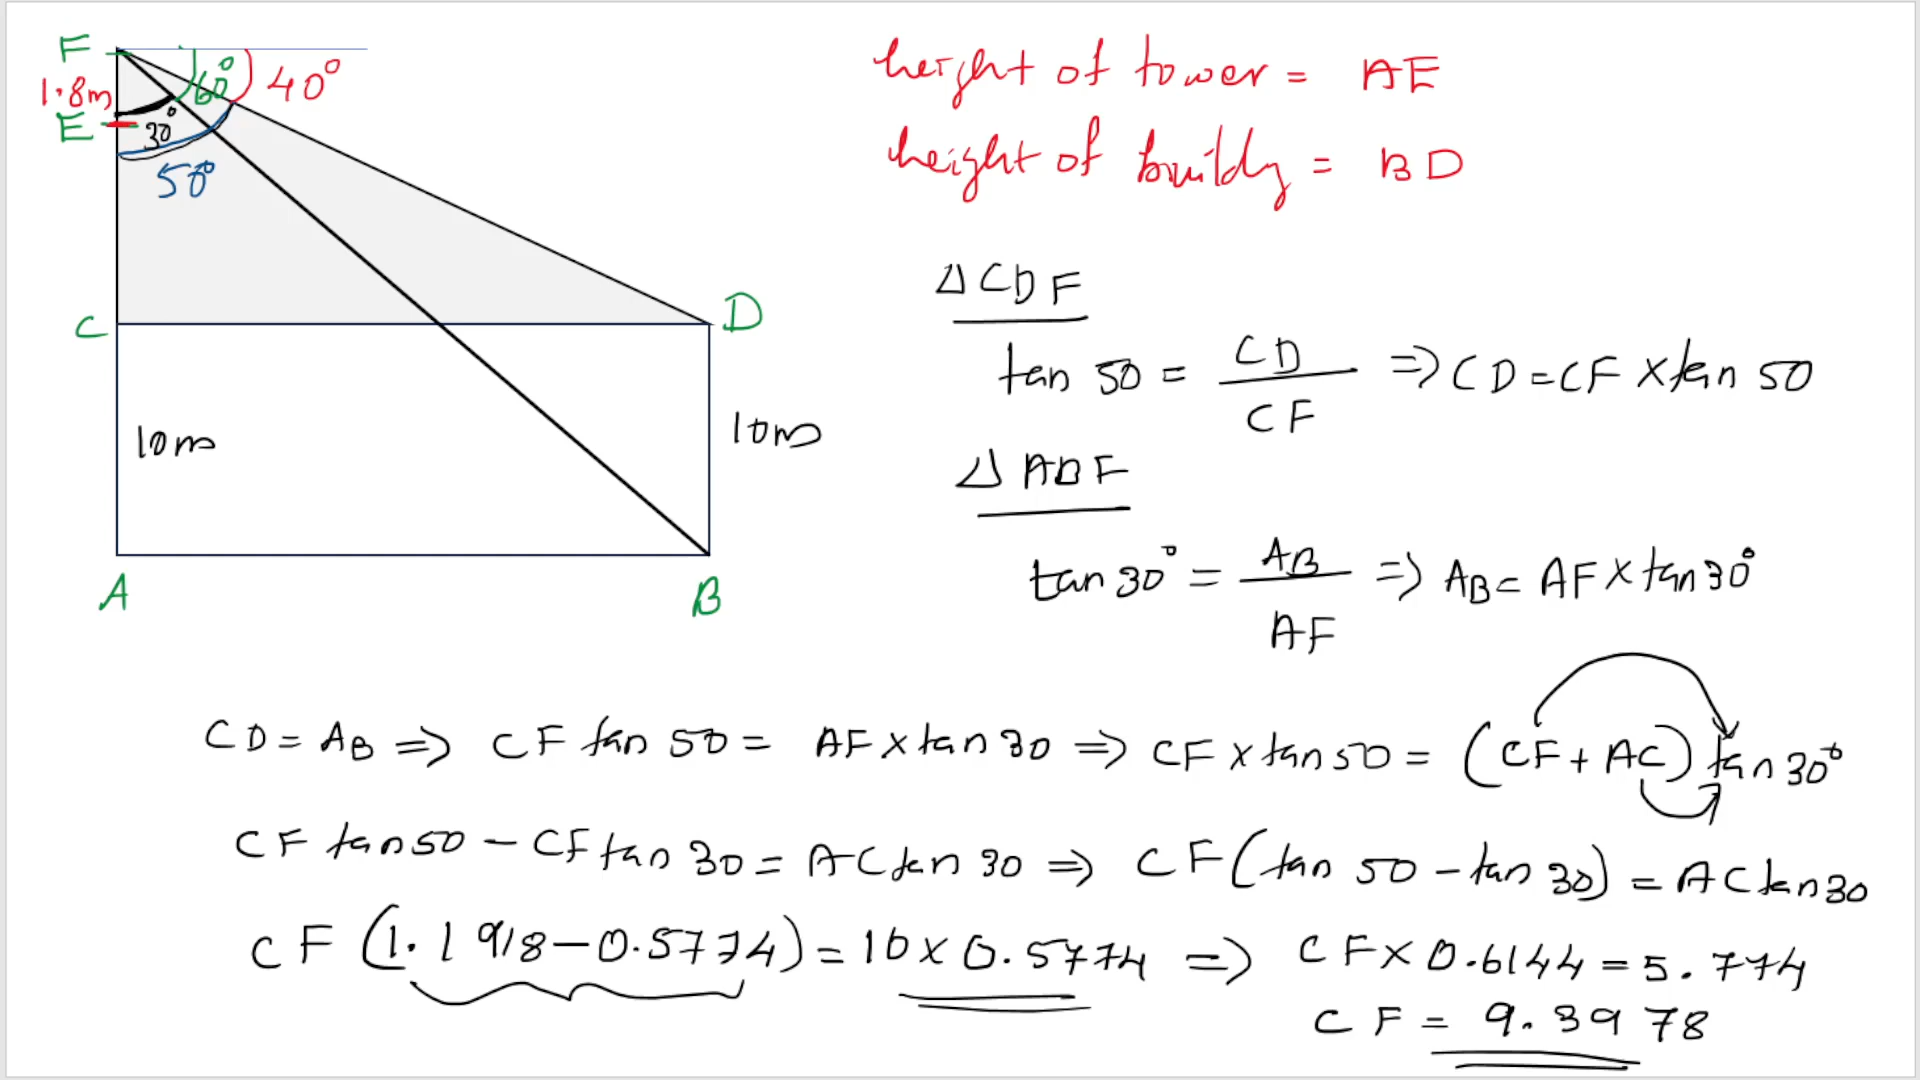 F 60° 40°
1.8m
E 30°
50°
C D
10m 10m
A B
height of tower = AE
height of buildg = BD
△CDF
tan 50 = CD/CF => CD = CF × tan 50
△ABF
tan 30° = AB/AF => AB = AF × tan 30°
CD = AB => CF tan 50 = AF × tan 30 => CF × tan 50 = (CF + AC) tan 30°
CF tan 50 - CF tan 30 = AC tan 30 => CF (tan 50 - tan 30) = AC tan 30
CF (1.1918 - 0.5774) = 10 × 0.5774 => CF × 0.6144 = 5.774
CF = 9.3978